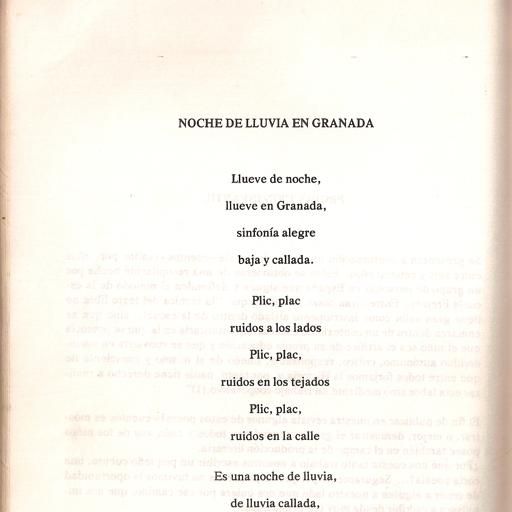 NOCHE DE LLUVIA EN GRANADA
Llueve de noche,
llueve en Granada,
sinfonía alegre
baja y callada.
Plic, plac
ruidos a los lados
Plic, plac,
ruidos en los tejados
Plic, plac,
ruidos en la calle
Es una noche de lluvia,
de lluvia callada,